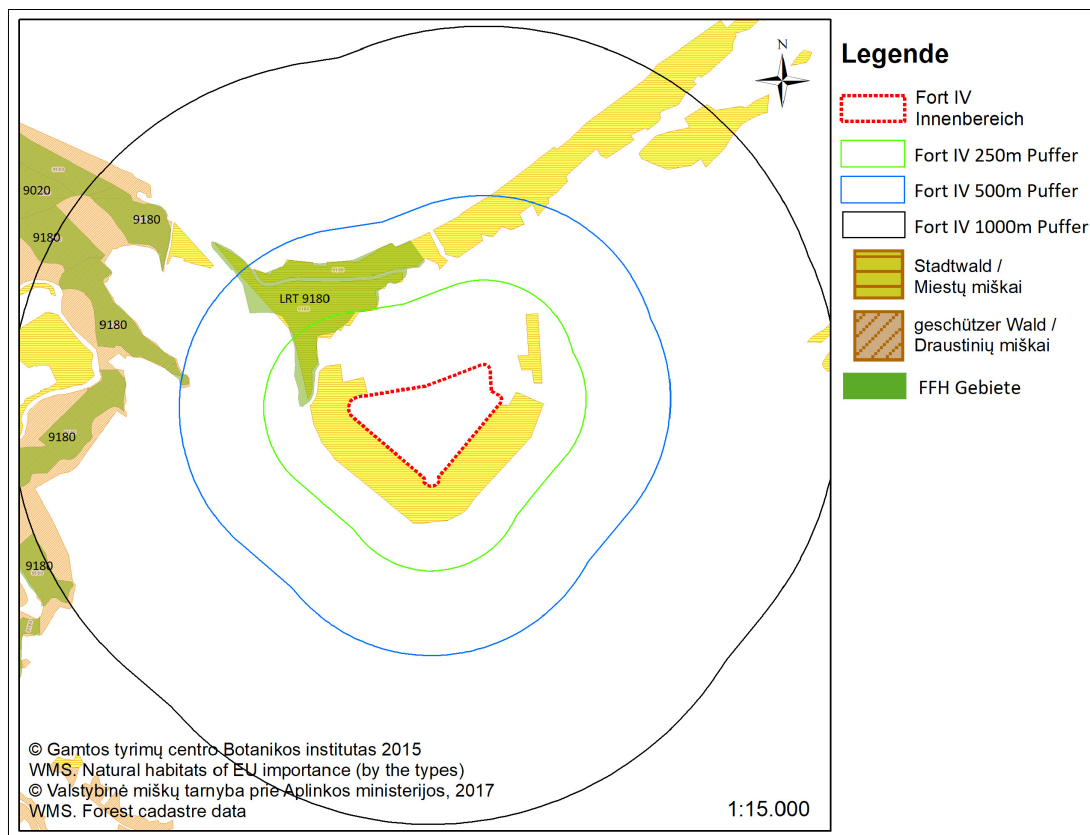 N
9020
9180
9180
LRT 9180
9180
9180
9180
© Gamtos tyrimų centro Botanikos institutas 2015
WMS. Natural habitats of EU importance (by the types)
© Valstybinė miškų tarnyba prie Aplinkos ministerijos, 2017
WMS. Forest cadastre data
1:15.000
Legende
Fort IV
Innenbereich
Fort IV 250m Puffer
Fort IV 500m Puffer
Fort IV 1000m Puffer
Stadtwald /
Miestų miškai
geschützer Wald /
Draustinių miškai
FFH Gebiete